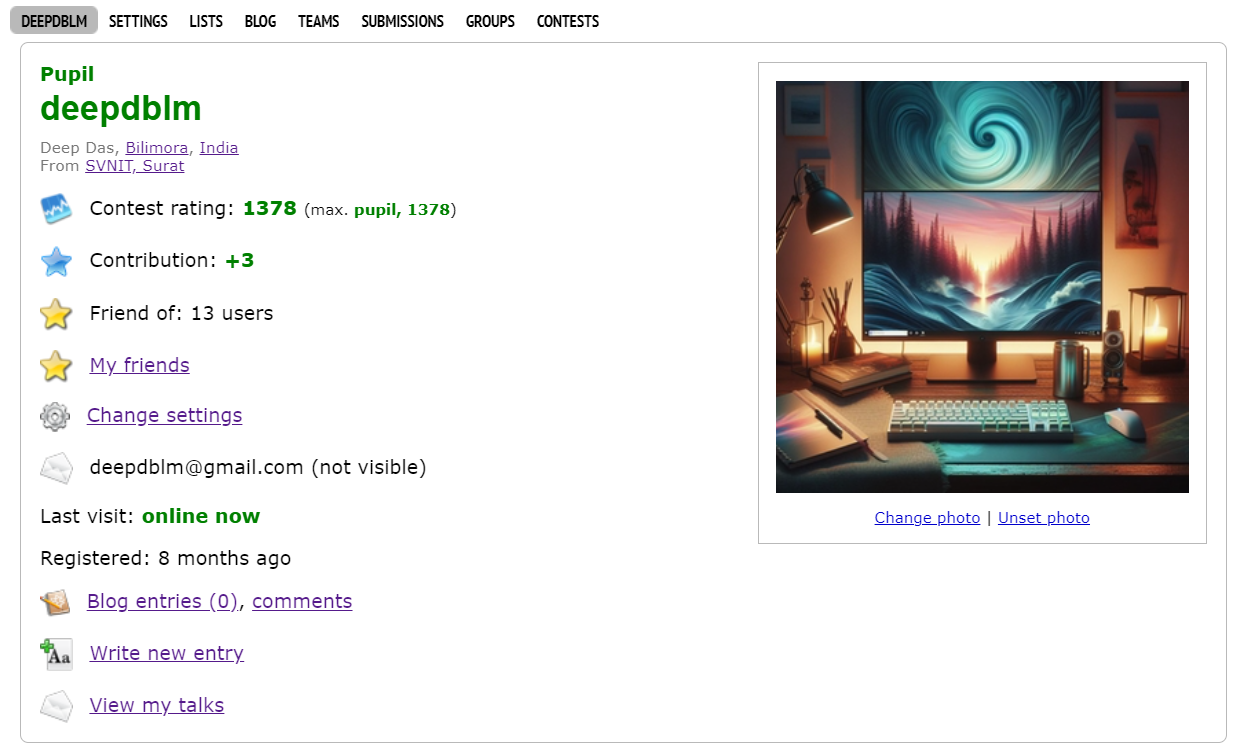 DEEPDBLM SETTINGS LISTS BLOG TEAMS SUBMISSIONS GROUPS CONTESTS
Pupil
deepdblm
Deep Das, Bilimora, India
From SVNIT, Surat
Contest rating: 1378 (max. pupil, 1378)
Contribution: +3
Friend of: 13 users
My friends
Change settings
deepdblm@gmail.com (not visible)
Last visit: online now
Registered: 8 months ago
Blog entries (0), comments
Write new entry
View my talks
Change photo | Unset photo